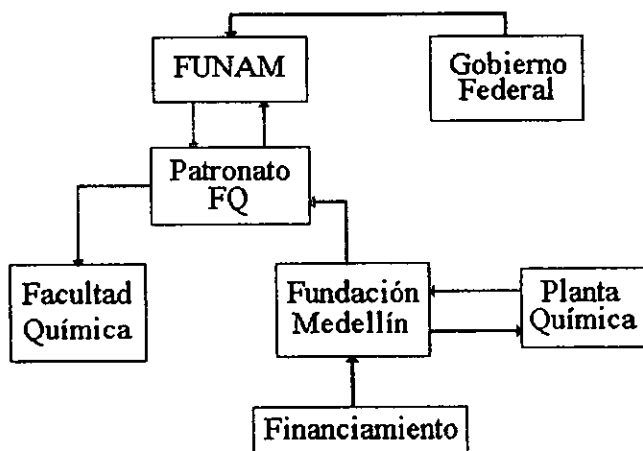 FUNAM
Gobierno
Federal
Patronato
FQ
Facultad
Química
Fundación
Medellín
Planta
Química
Financiamiento